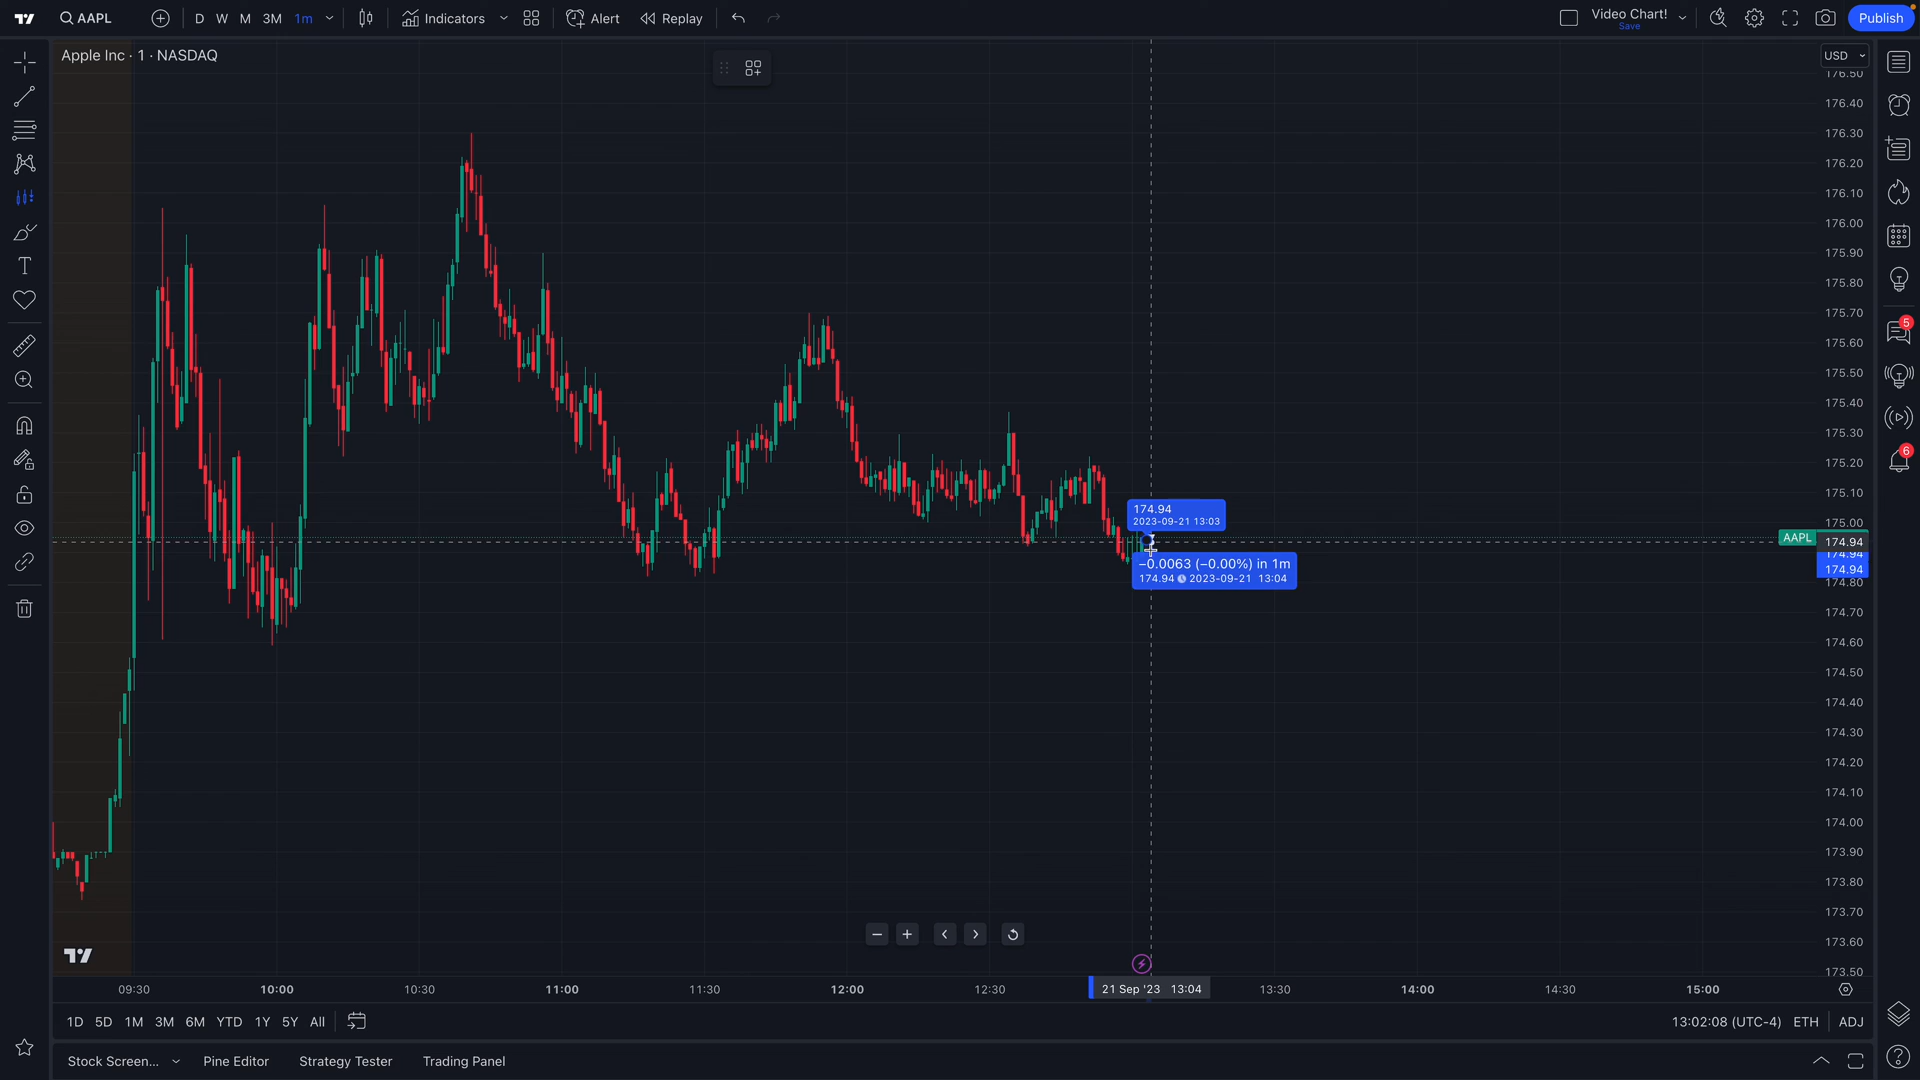 AAPL
D W M 3M 1m
Indicators
Alert
Replay
Video Chart!
Save
Publish
Apple Inc · 1 · NASDAQ
USD
176.50
176.40
176.30
176.20
176.10
176.00
175.90
175.80
175.70
175.60
175.50
175.40
175.30
175.20
175.10
175.00
AAPL
174.94
174.94
174.94
174.80
174.70
174.60
174.50
174.40
174.30
174.20
174.10
174.00
173.90
173.80
173.70
173.60
173.50
174.94
2023-09-21 13:03
−0.0063 (−0.00%) in 1m
174.94 2023-09-21 13:04
5
6
09:30 10:00 10:30 11:00 11:30 12:00 12:30 21 Sep '23 13:04 13:30 14:00 14:30 15:00
1D 5D 1M 3M 6M YTD 1Y 5Y All
13:02:08 (UTC-4) ETH ADJ
Stock Screen... Pine Editor Strategy Tester Trading Panel